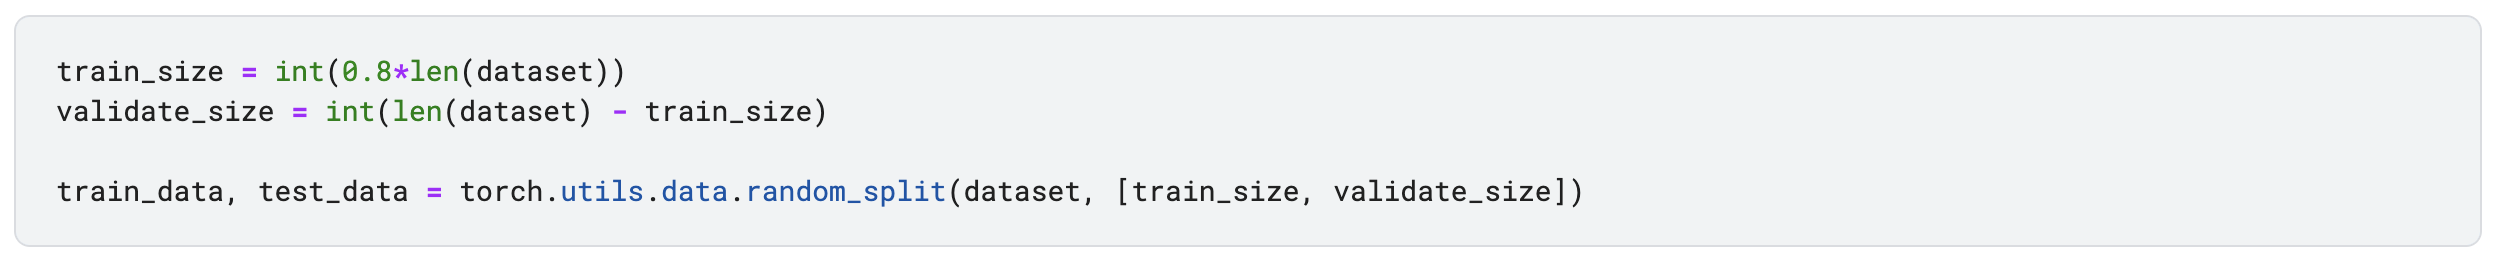 train_size = int(0.8*len(dataset))
validate_size = int(len(dataset) - train_size)
train_data, test_data = torch.utils.data.random_split(dataset, [train_size, validate_size])